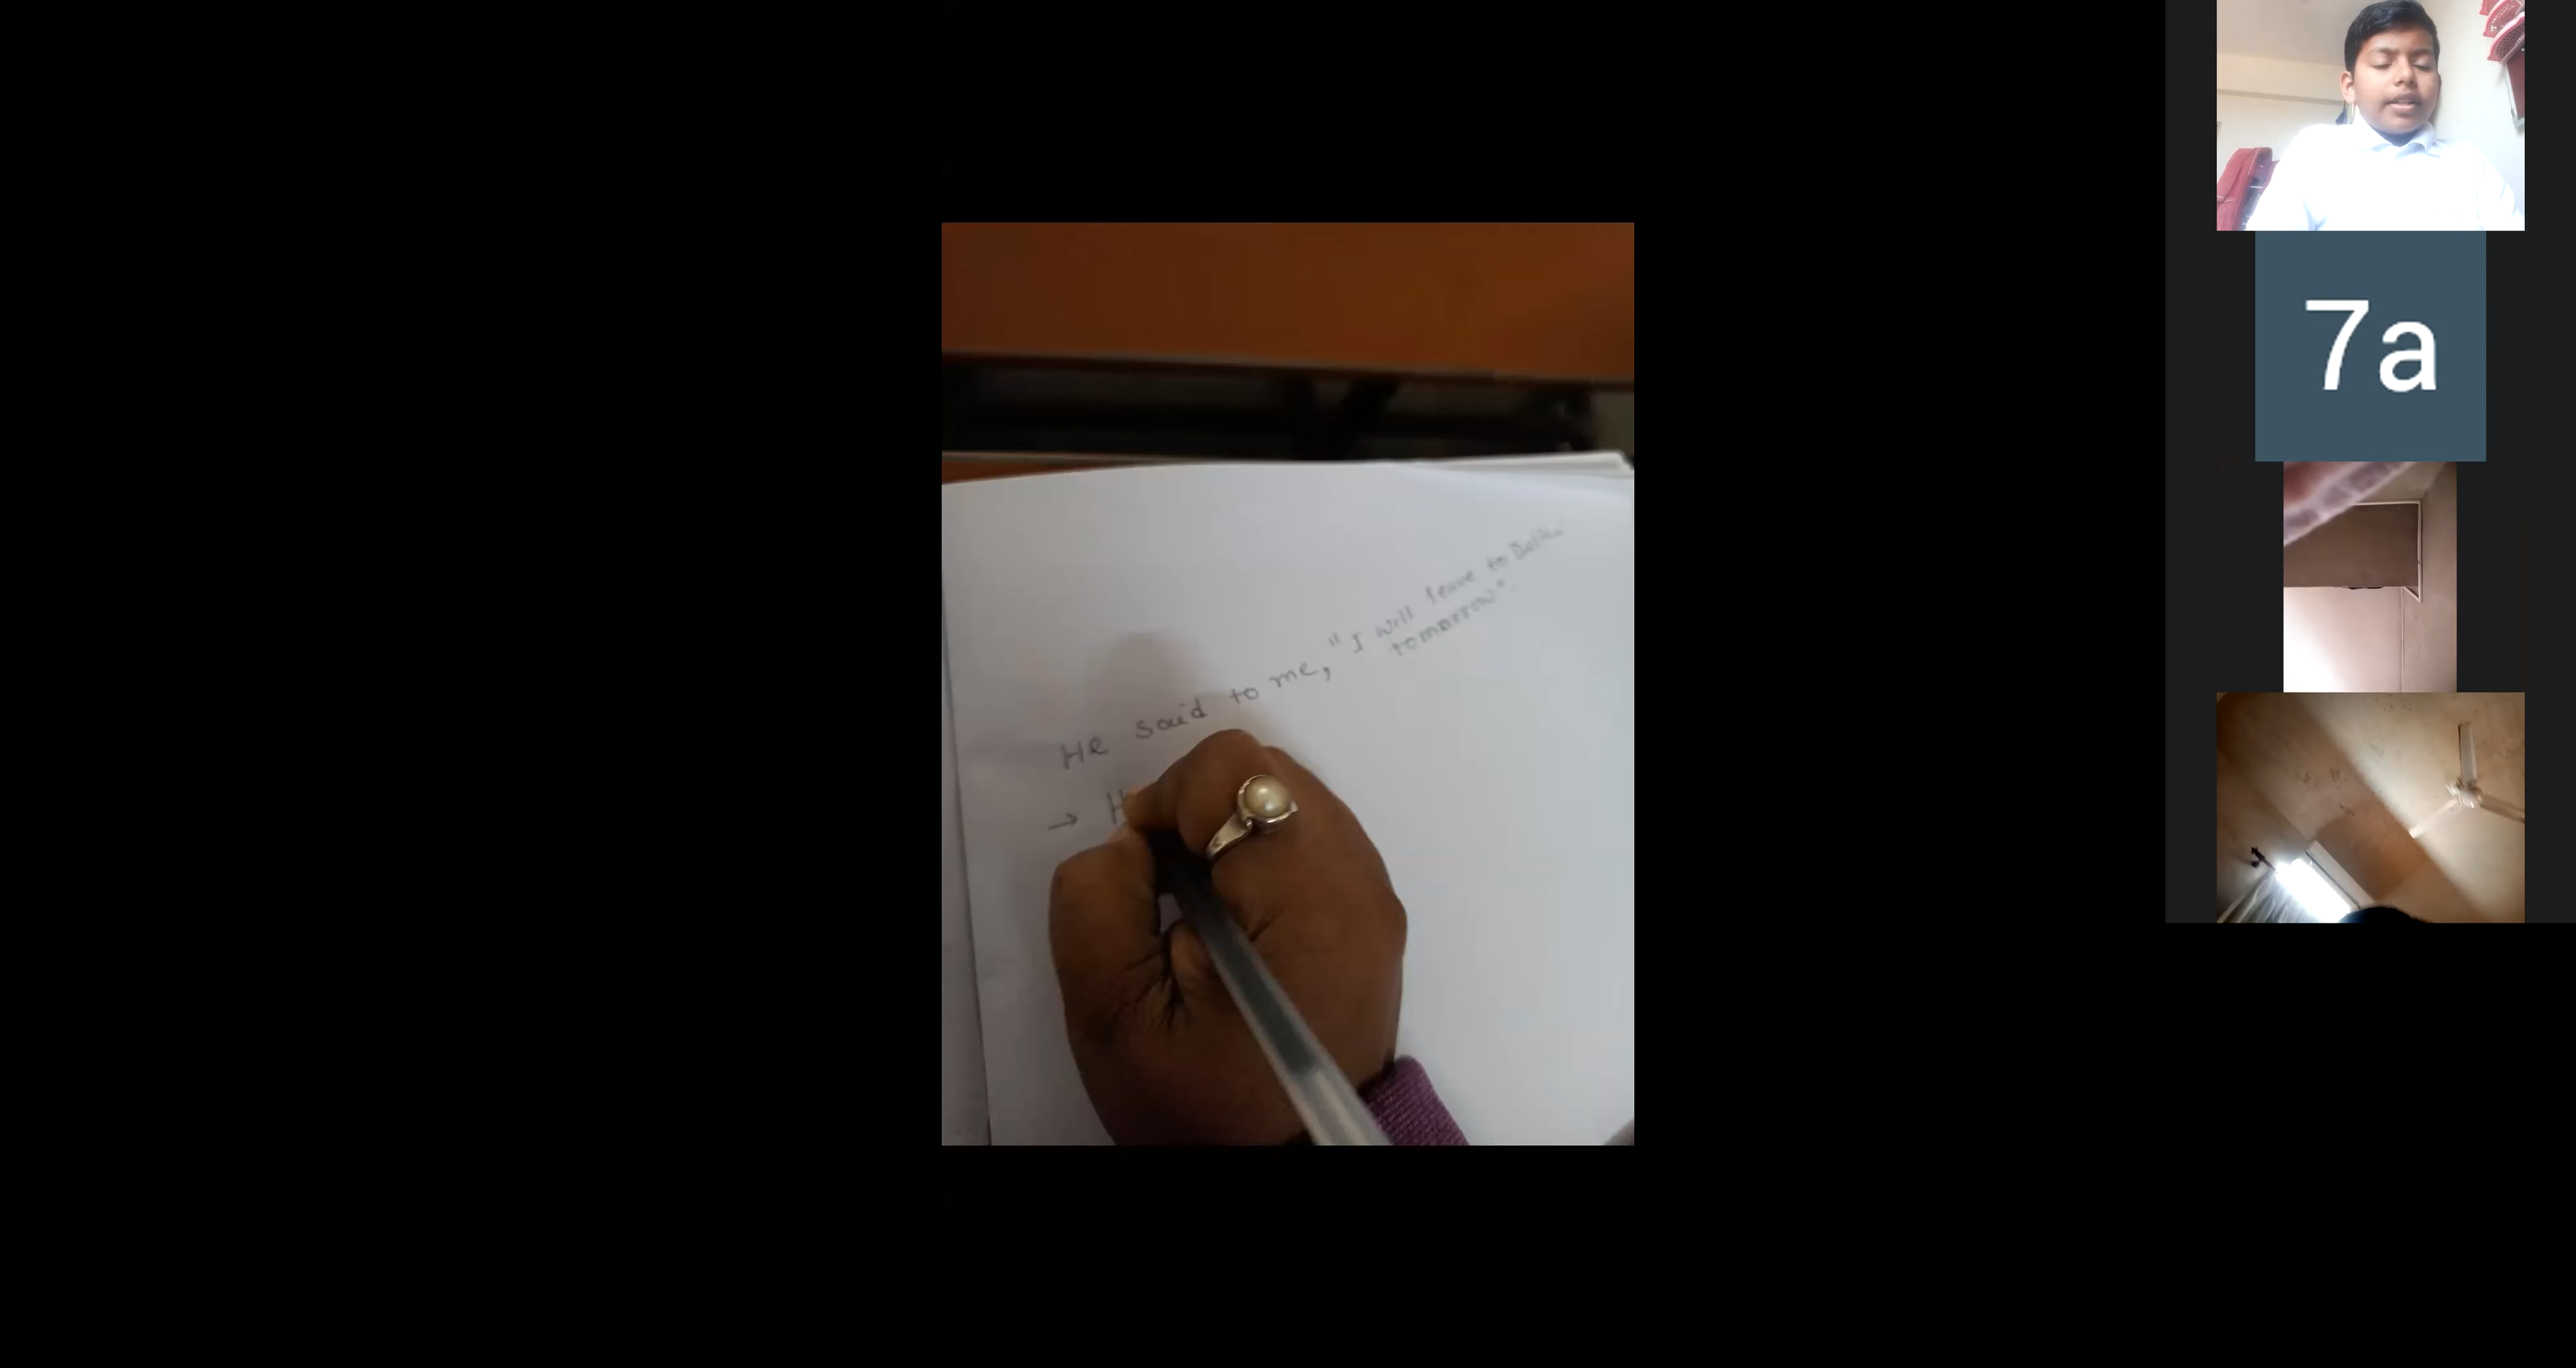 He said to me, "I will leave to Delhi
tomorrow".
→ H
7a